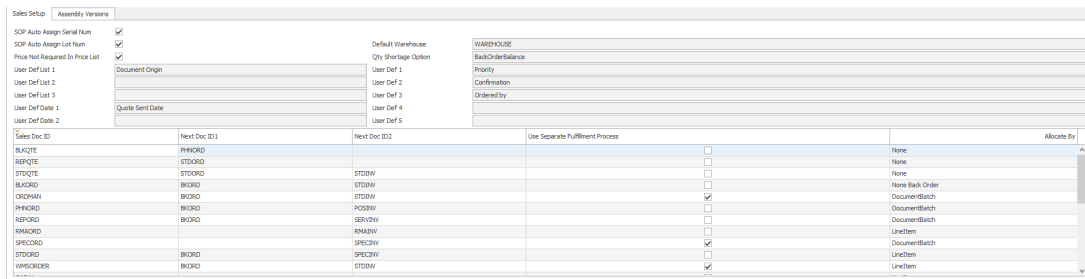 Sales Setup Assembly Versions
SOP Auto Assign Serial Num
SOP Auto Assign Lot Num Default Warehouse WAREHOUSE
Price Not Required In Price List Qty Shortage Option BackOrderBalance
User Def List 1 Document Origin User Def 1 Priority
User Def List 2 User Def 2 Confirmation
User Def List 3 User Def 3 Ordered by
User Def Date 1 Quote Sent Date User Def 4
User Def Date 2 User Def 5
Sales Doc ID Next Doc ID1 Next Doc ID2 Use Separate Fulfillment Process Allocate By
BLKQTE PHNORD None
REPQTE STDORD None
STDQTE STDORD STDINV None
BLKORD BKORD STDINV None Back Order
ORDMAN BKORD STDINV DocumentBatch
PHNORD BKORD POSINV DocumentBatch
REPORD BKORD SERVINV DocumentBatch
RMAORD RMAINV LineItem
SPECORD SPECINV DocumentBatch
STDORD BKORD SPECINV LineItem
WMSORDER BKORD STDINV LineItem